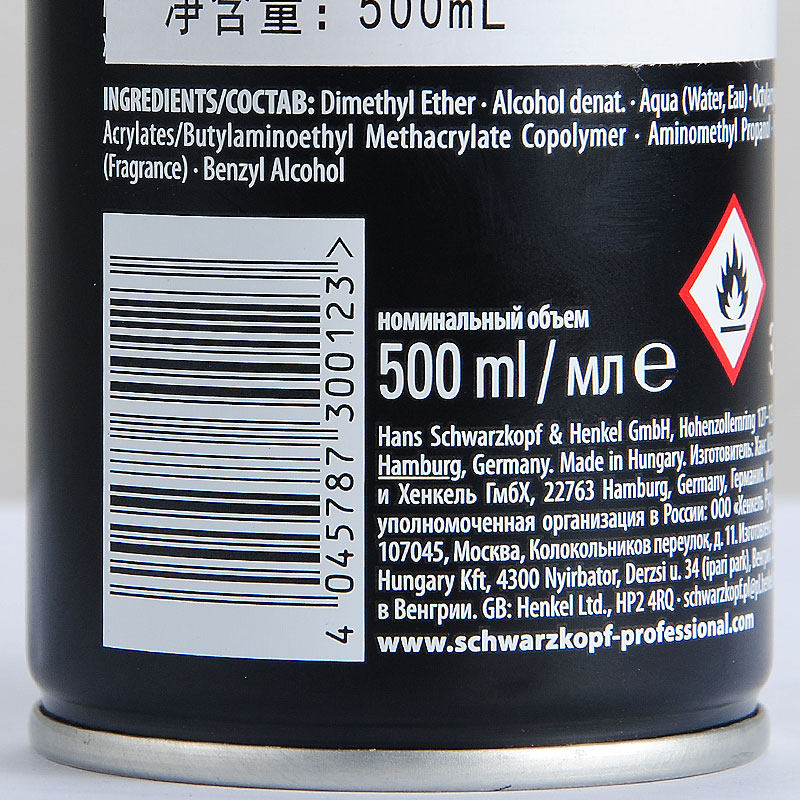 净含量: 500mL
INGREDIENTS/СОСТАВ: Dimethyl Ether · Alcohol denat. · Aqua (Water, Eau) ·
Acrylates/Butylaminoethyl Methacrylate Copolymer · Aminomethyl Propanol
(Fragrance) · Benzyl Alcohol
4 045787 300123 >
номинальный объем
500 ml / мл ℮
Hans Schwarzkopf & Henkel GmbH, Hohenzollernring
Hamburg, Germany. Made in Hungary. Изготовитель:
и Хенкель ГмбХ, 22763 Hamburg, Germany, Германия.
уполномоченная организация в России: ООО «Хенкель
107045, Москва, Колокольников переулок, д. 11.
Hungary Kft, 4300 Nyirbator, Derzsi u. 34 (ipari park),
в Венгрии. GB: Henkel Ltd., HP2 4RQ ·
www.schwarzkopf-professional.com